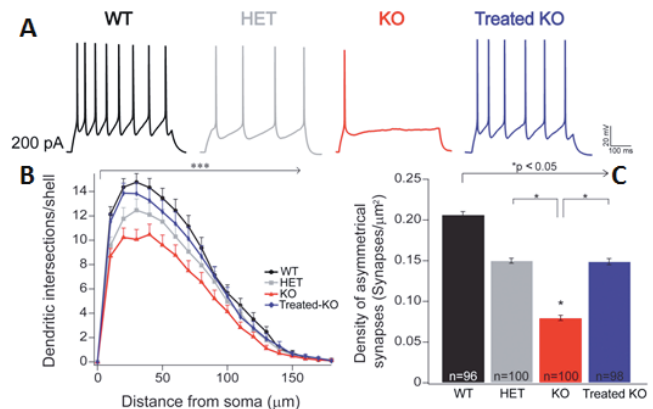 A
WT
HET
KO
Treated KO
200 pA
20 mV
100 ms
B
***
Dendritic intersections/shell
14
12
10
8
6
4
2
0
WT
HET
KO
Treated-KO
0
50
100
150
Distance from soma (µm)
C
*p < 0.05
*
*
*
Density of asymmetrical
synapses (Synapses/µm²)
0.25
0.20
0.15
0.10
0.05
0
n=96
n=100
n=100
n=98
WT
HET
KO
Treated KO